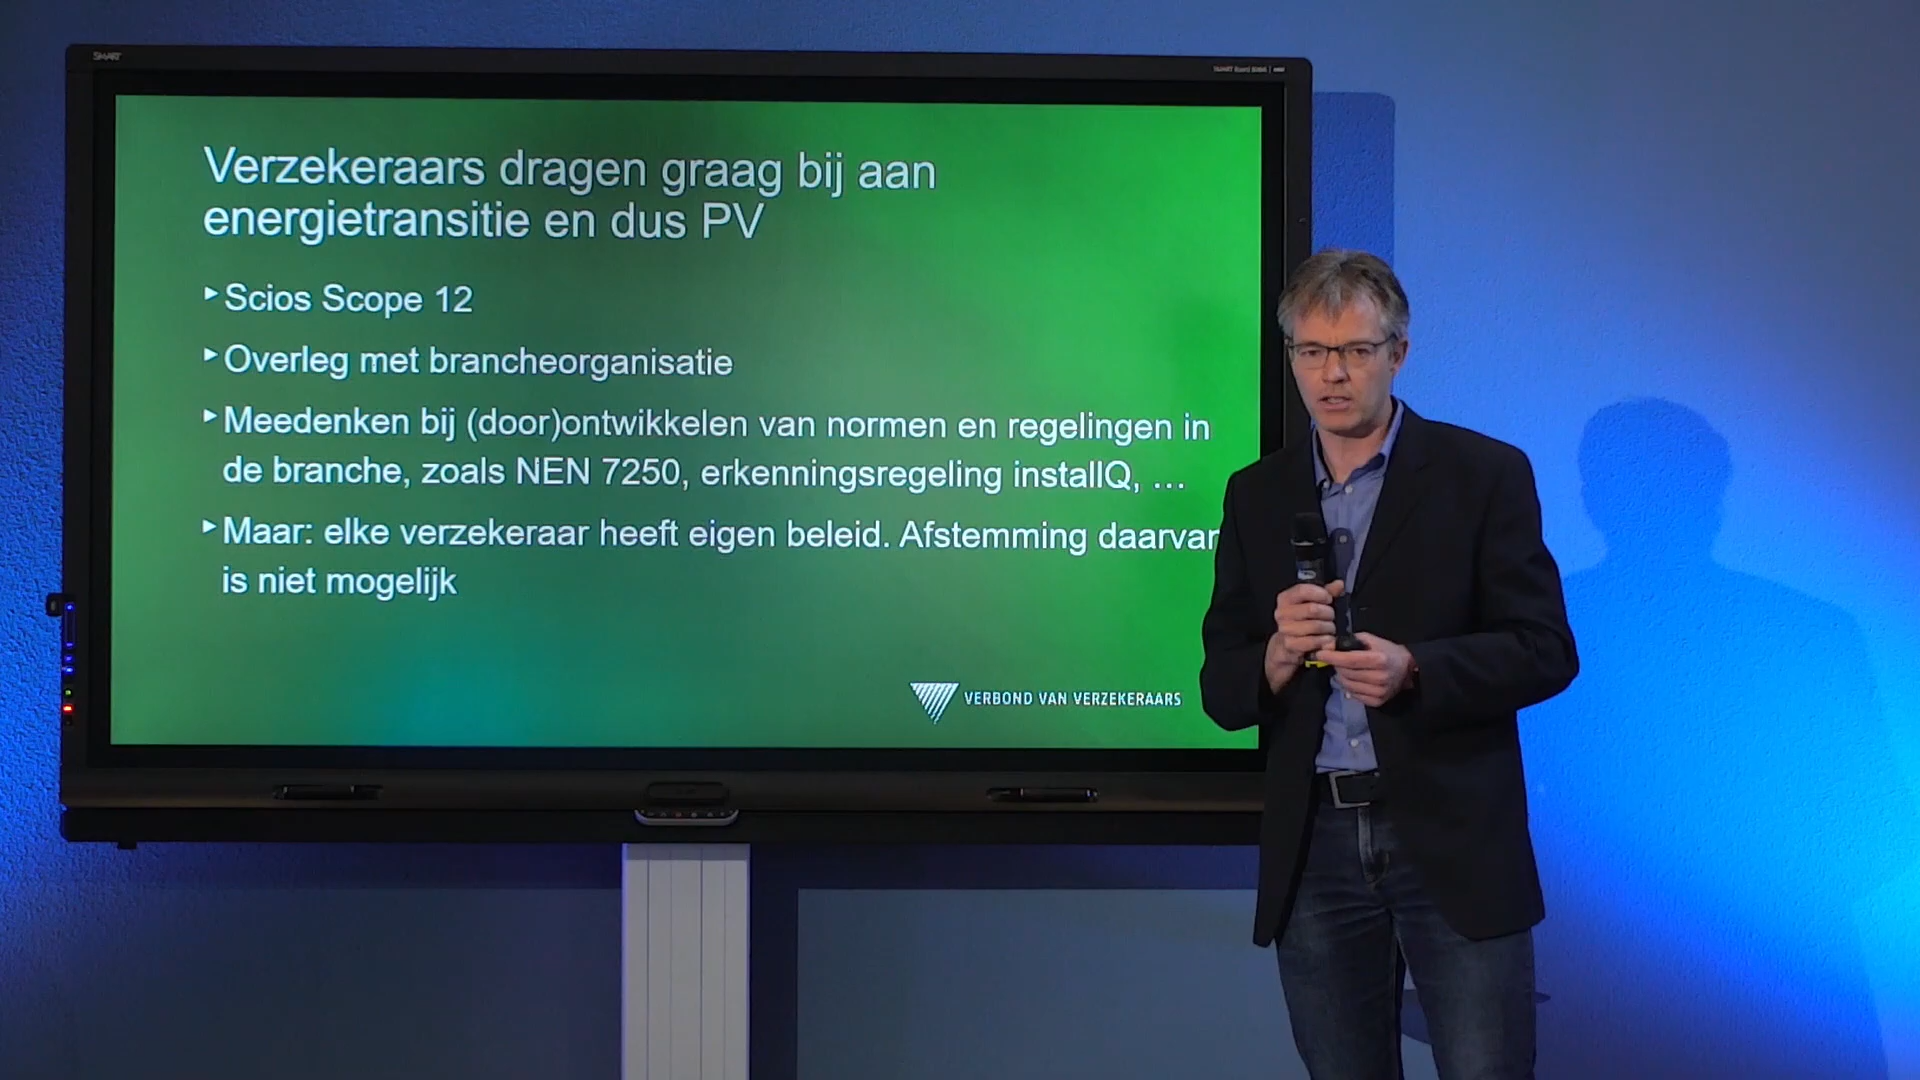 SMART
Verzekeraars dragen graag bij aan
energietransitie en dus PV
▸ Scios Scope 12
▸ Overleg met brancheorganisatie
▸ Meedenken bij (door)ontwikkelen van normen en regelingen in
de branche, zoals NEN 7250, erkenningsregeling installQ, …
▸ Maar: elke verzekeraar heeft eigen beleid. Afstemming
is niet mogelijk
VERBOND VAN VERZEKERAARS